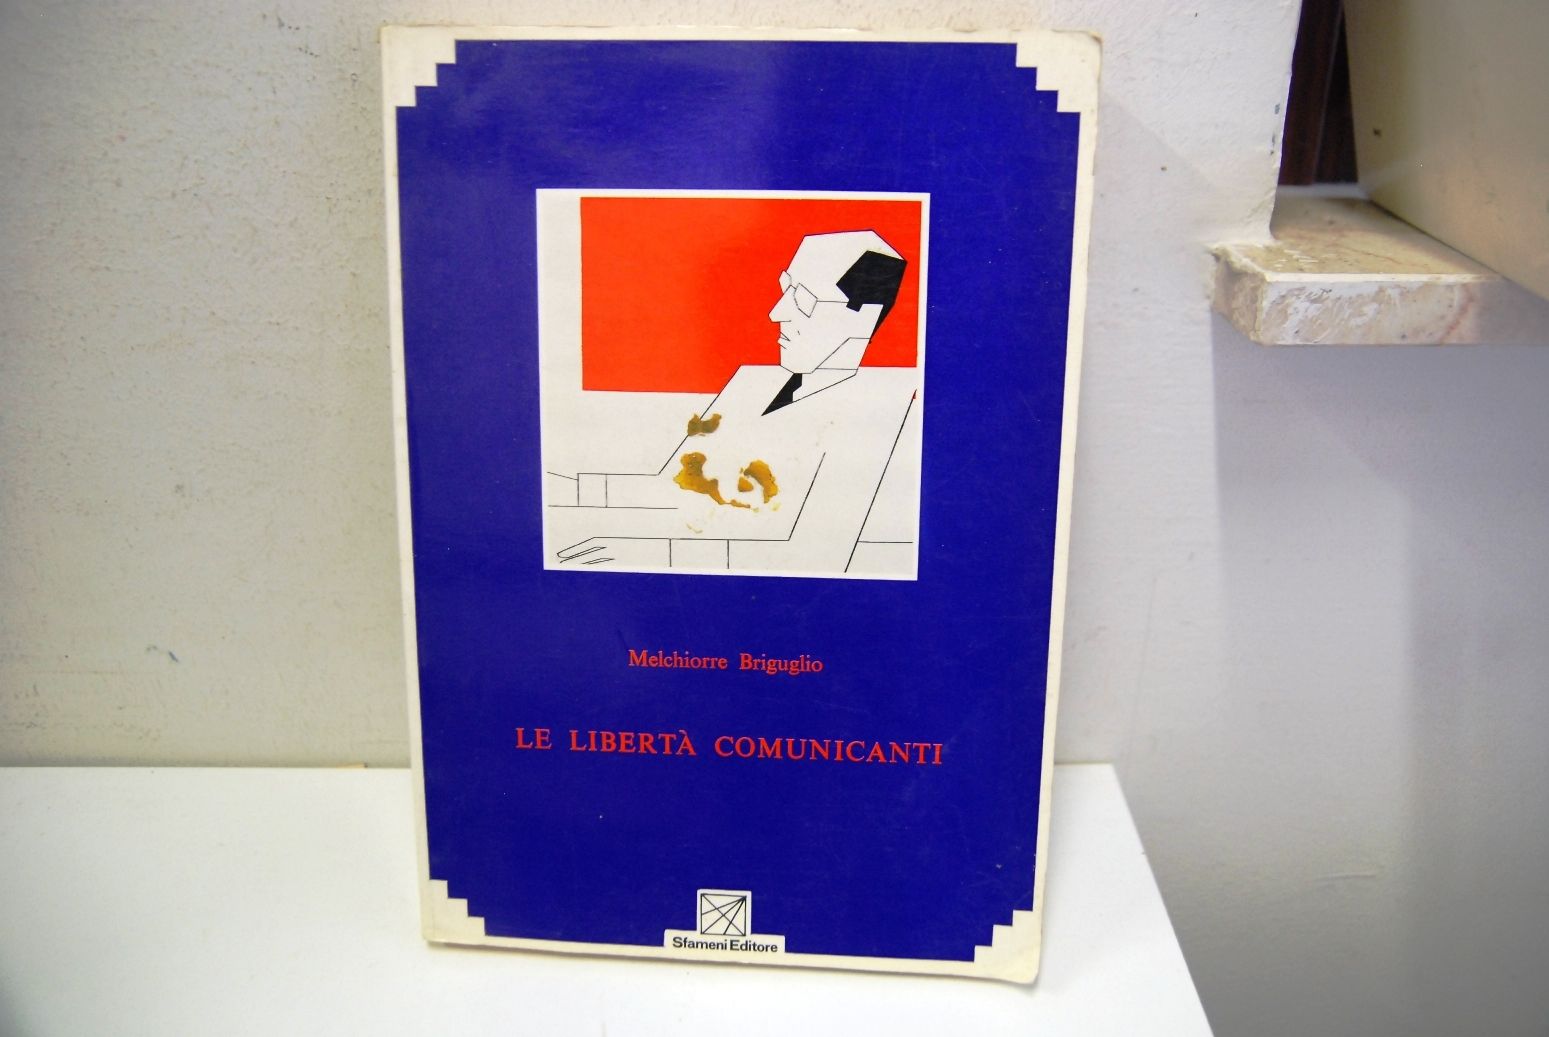 Melchiorre Briguglio
LE LIBERTÀ COMUNICANTI
Sfameni Editore